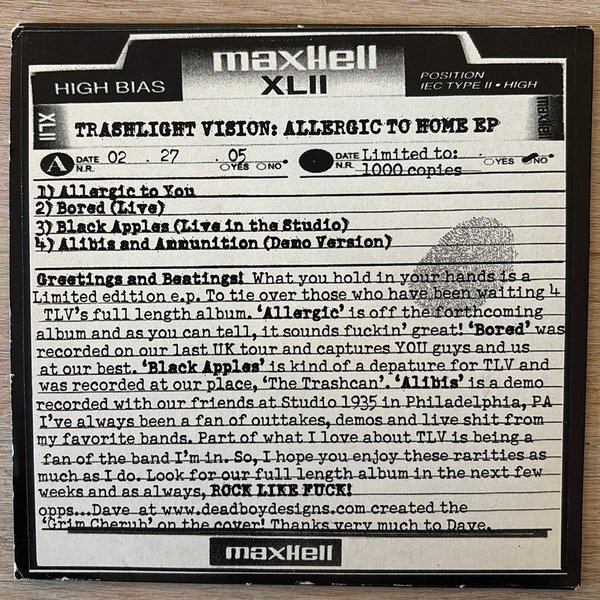 maxHell
HIGH BIAS
XLII
POSITION
IEC TYPE II • HIGH
XLII
maxHell
TRASHLIGHT VISION: ALLERGIC TO HOME EP
A DATE 02 . 27 . 05
N.R. OYES ONO
DATE Limited to: OYES NO
N.R. 1000 copies
1) Allergic to You
2) Bored (Live)
3) Black Apples (Live in the Studio)
4) Alibis and Ammunition (Demo Version)
Greetings and Beatings! What you hold in your hands is a
Limited edition e.p. To tie over those who have been waiting 4
TLV's full length album. 'Allergic' is off the forthcoming
album and as you can tell, it sounds fuckin' great! 'Bored' was
recorded on our last UK tour and captures YOU guys and us
at our best. 'Black Apples' is kind of a depature for TLV and
was recorded at our place, 'The Trashcan'. 'Alibis' is a demo
recorded with our friends at Studio 1935 in Philadelphia, PA
I've always been a fan of outtakes, demos and live shit from
my favorite bands. Part of what I love about TLV is being a
fan of the band I'm in. So, I hope you enjoy these rarities as
much as I do. Look for our full length album in the next few
weeks and as always, ROCK LIKE FUCK!
opps...Dave at www.deadboydesigns.com created the
'Grim Cherub' on the cover! Thanks very much to Dave.
maxHell